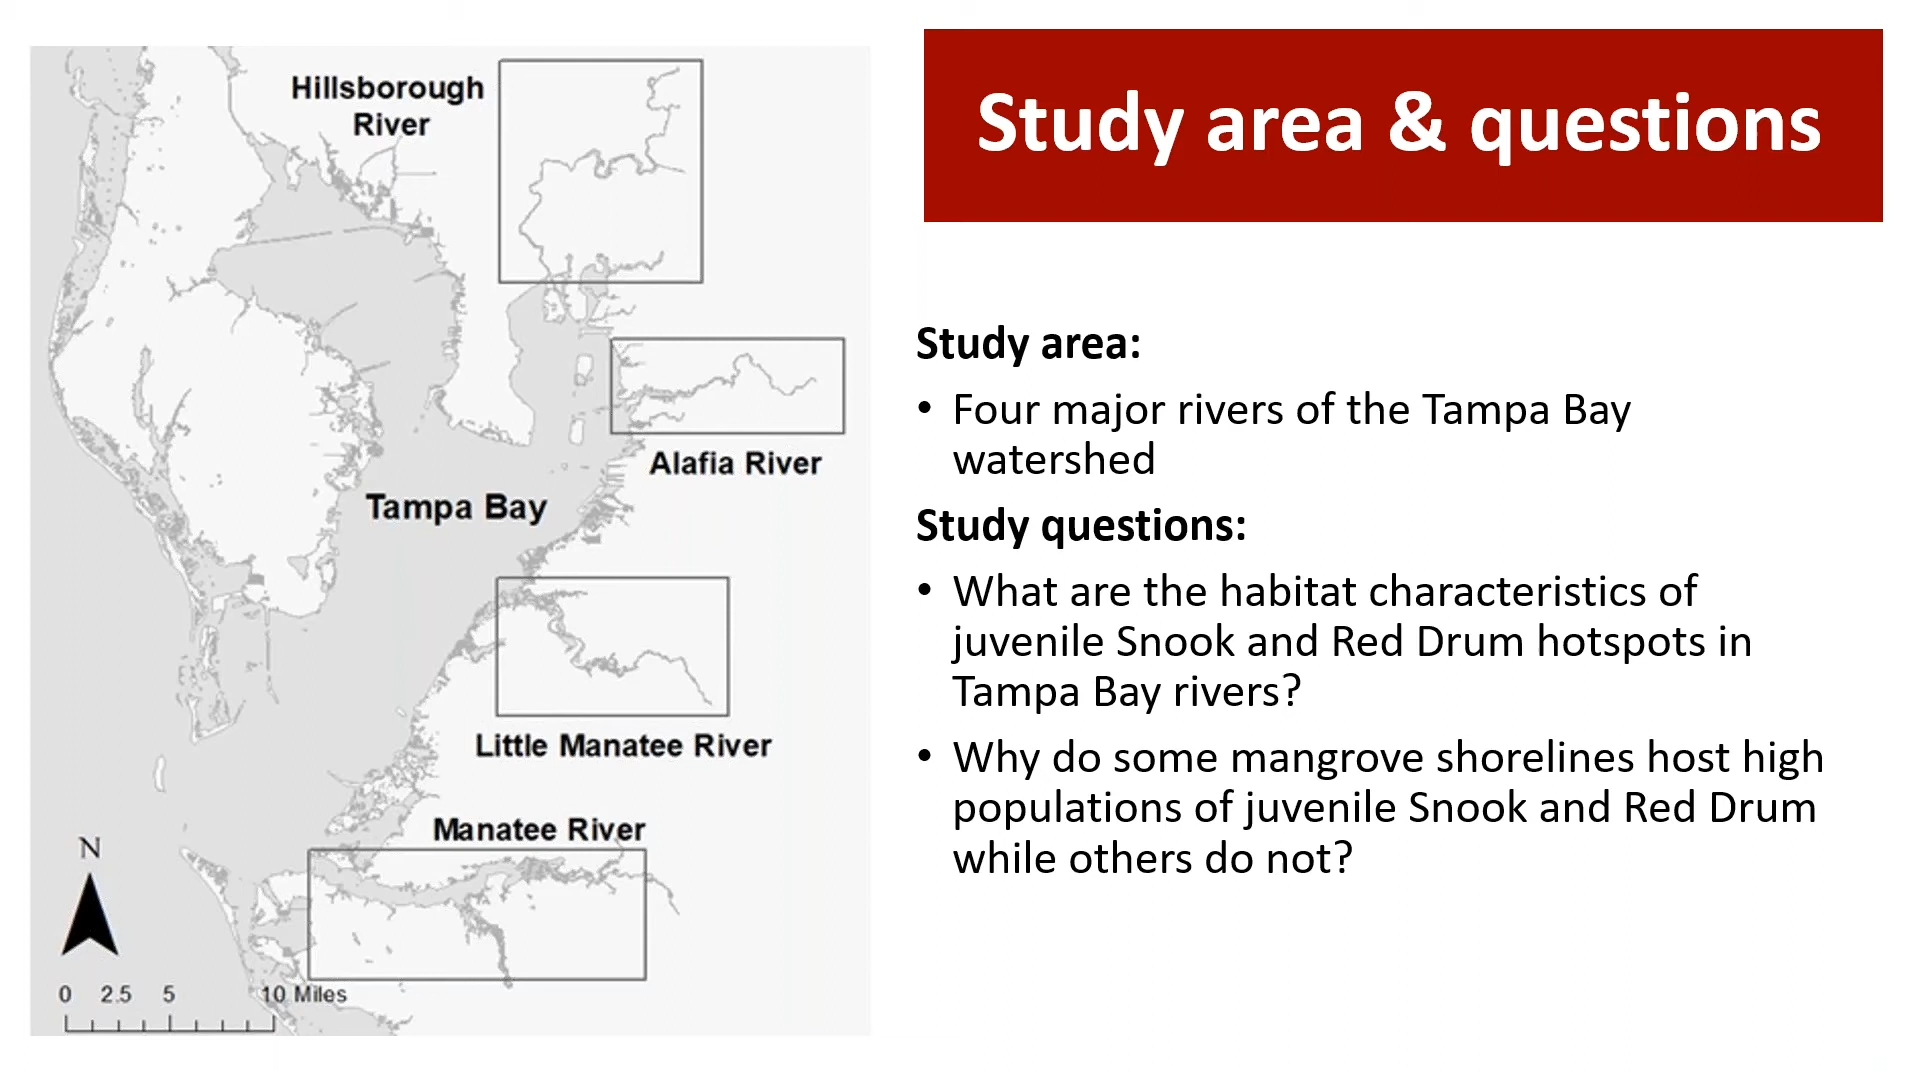 Study area & questions
Hillsborough
River
Alafia River
Tampa Bay
Little Manatee River
Manatee River
N
0 2.5 5 10 Miles
Study area:
• Four major rivers of the Tampa Bay
watershed
Study questions:
• What are the habitat characteristics of
juvenile Snook and Red Drum hotspots in
Tampa Bay rivers?
• Why do some mangrove shorelines host high
populations of juvenile Snook and Red Drum
while others do not?